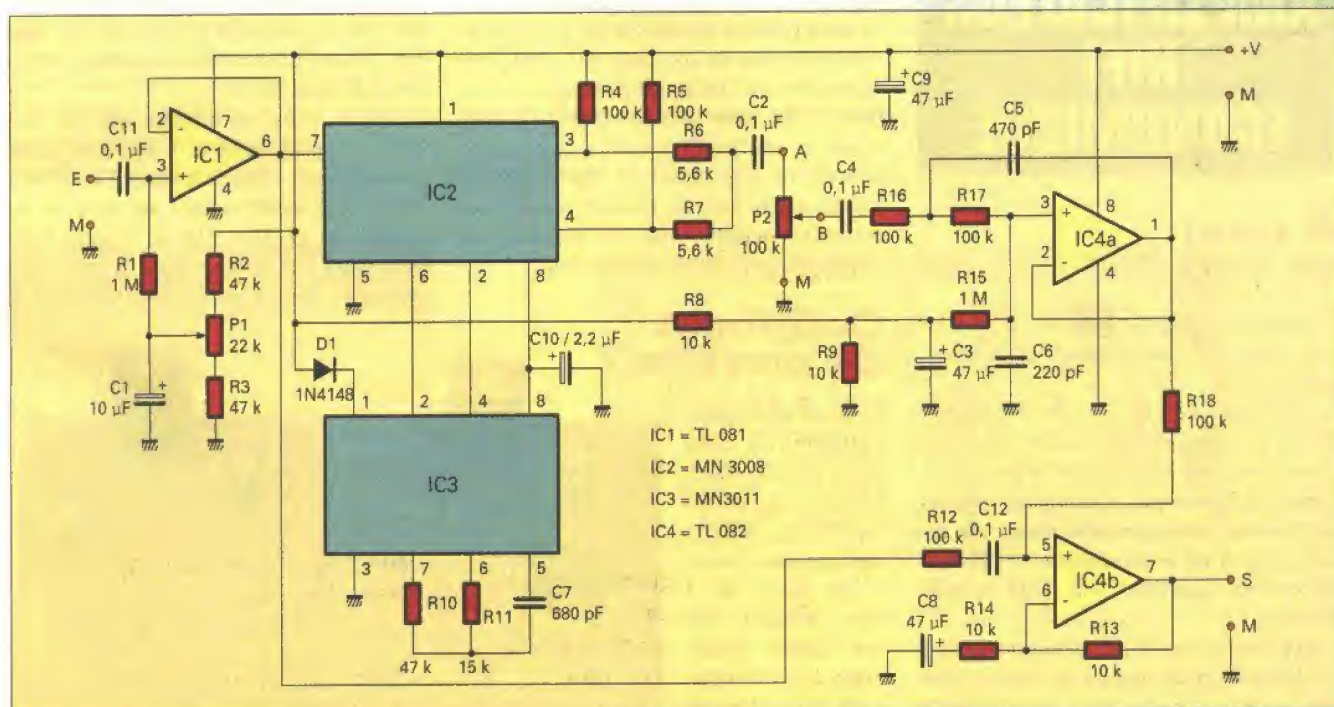 +V
M
C9
47 µF
R4
100 k
R5
100 k
C11
0,1 µF
E
M
2
-
3
+
7
6
4
IC1
R1
1 M
C1
+
10 µF
R2
47 k
P1
22 k
R3
47 k
7
1
IC2
3
4
5
6
2
8
R6
5,6 k
R7
5,6 k
C2
0,1 µF
A
P2
100 k
M
B
C4
0,1 µF
R16
100 k
R17
100 k
C5
470 pF
3
+
2
-
8
1
4
IC4a
R15
1 M
R8
10 k
R9
10 k
+
C3
47 µF
C6
220 pF
D1
1N4148
C10 / 2,2 µF
+
1
2
4
8
IC3
3
7
6
5
R10
47 k
R11
15 k
C7
680 pF
IC1 = TL 081
IC2 = MN 3008
IC3 = MN3011
IC4 = TL 082
R18
100 k
R12
100 k
C12
0,1 µF
5
+
6
-
7
IC4b
S
M
C8
47 µF
+
R14
10 k
R13
10 k